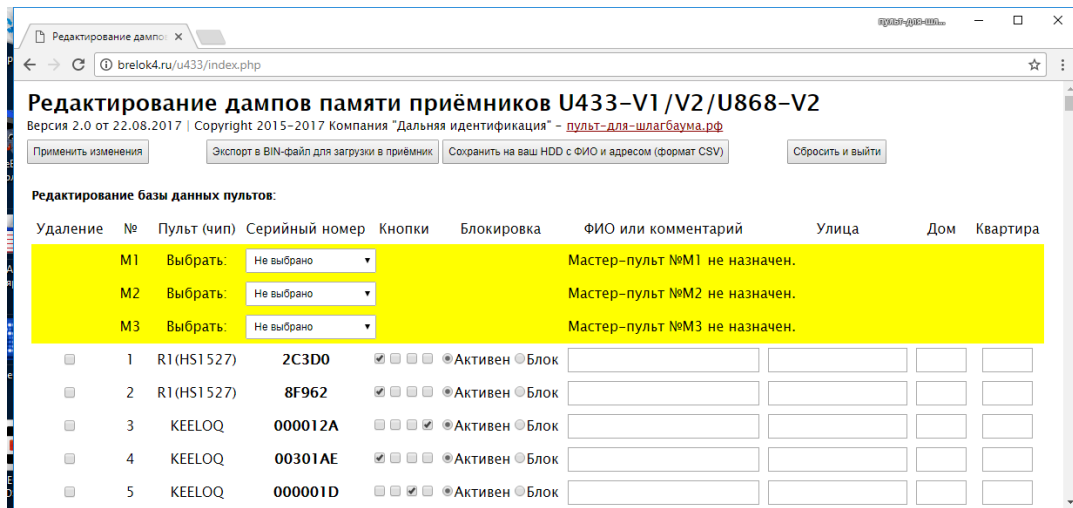 пульт-для-шл...
Редактирование дампо
brelok4.ru/u433/index.php
Редактирование дампов памяти приёмников U433-V1/V2/U868-V2
Версия 2.0 от 22.08.2017 | Copyright 2015-2017 Компания "Дальняя идентификация" - пульт-для-шлагбаума.рф
Применить изменения Экспорт в BIN-файл для загрузки в приёмник Сохранить на ваш HDD с ФИО и адресом (формат CSV) Сбросить и выйти
Редактирование базы данных пультов:
Удаление № Пульт (чип) Серийный номер Кнопки Блокировка ФИО или комментарий Улица Дом Квартира
M1 Выбрать: Не выбрано Мастер-пульт №M1 не назначен.
M2 Выбрать: Не выбрано Мастер-пульт №M2 не назначен.
M3 Выбрать: Не выбрано Мастер-пульт №M3 не назначен.
1 R1(HS1527) 2C3D0 Активен Блок
2 R1(HS1527) 8F962 Активен Блок
3 KEELOQ 000012A Активен Блок
4 KEELOQ 00301AE Активен Блок
5 KEELOQ 000001D Активен Блок